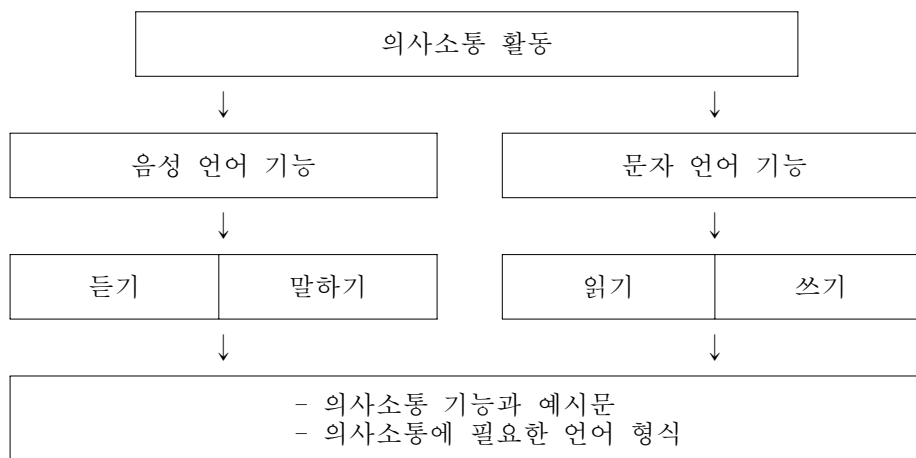 의사소통 활동
음성 언어 기능
문자 언어 기능
듣기
말하기
읽기
쓰기
- 의사소통 기능과 예시문
- 의사소통에 필요한 언어 형식